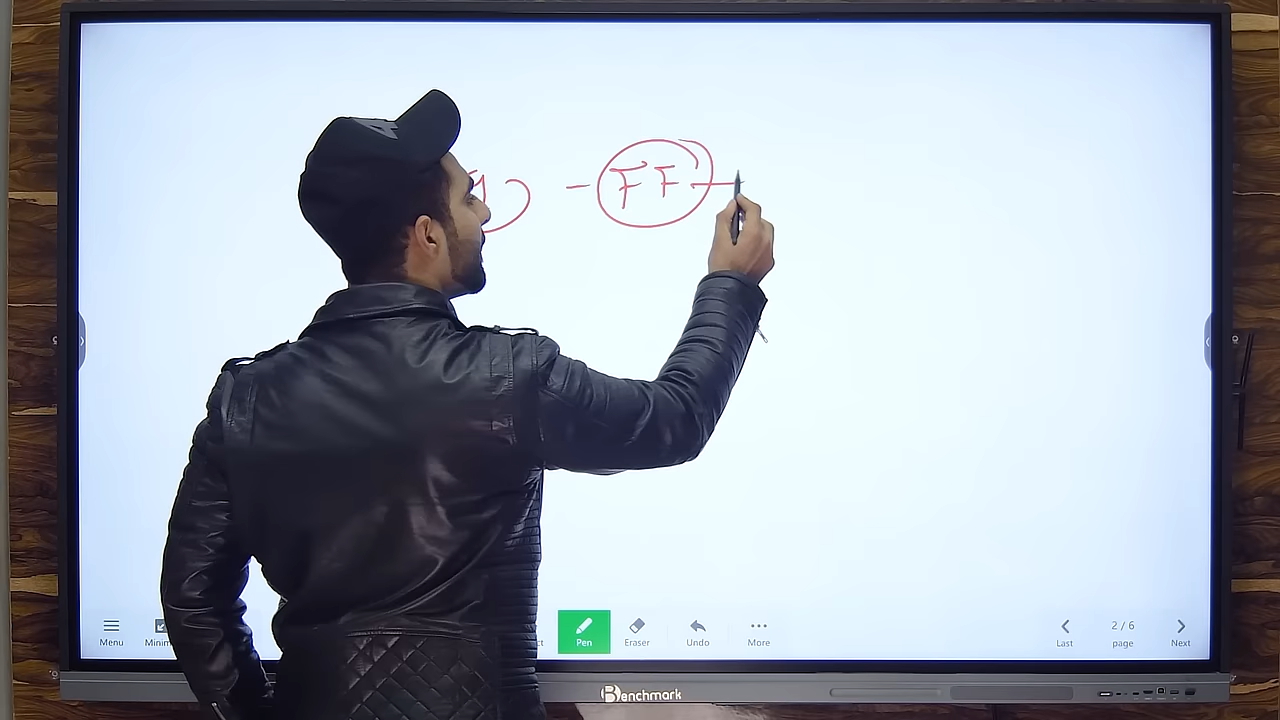 - FF -
Menu
Pen
Eraser
Undo
More
Last
2 / 6
page
Next
Benchmark